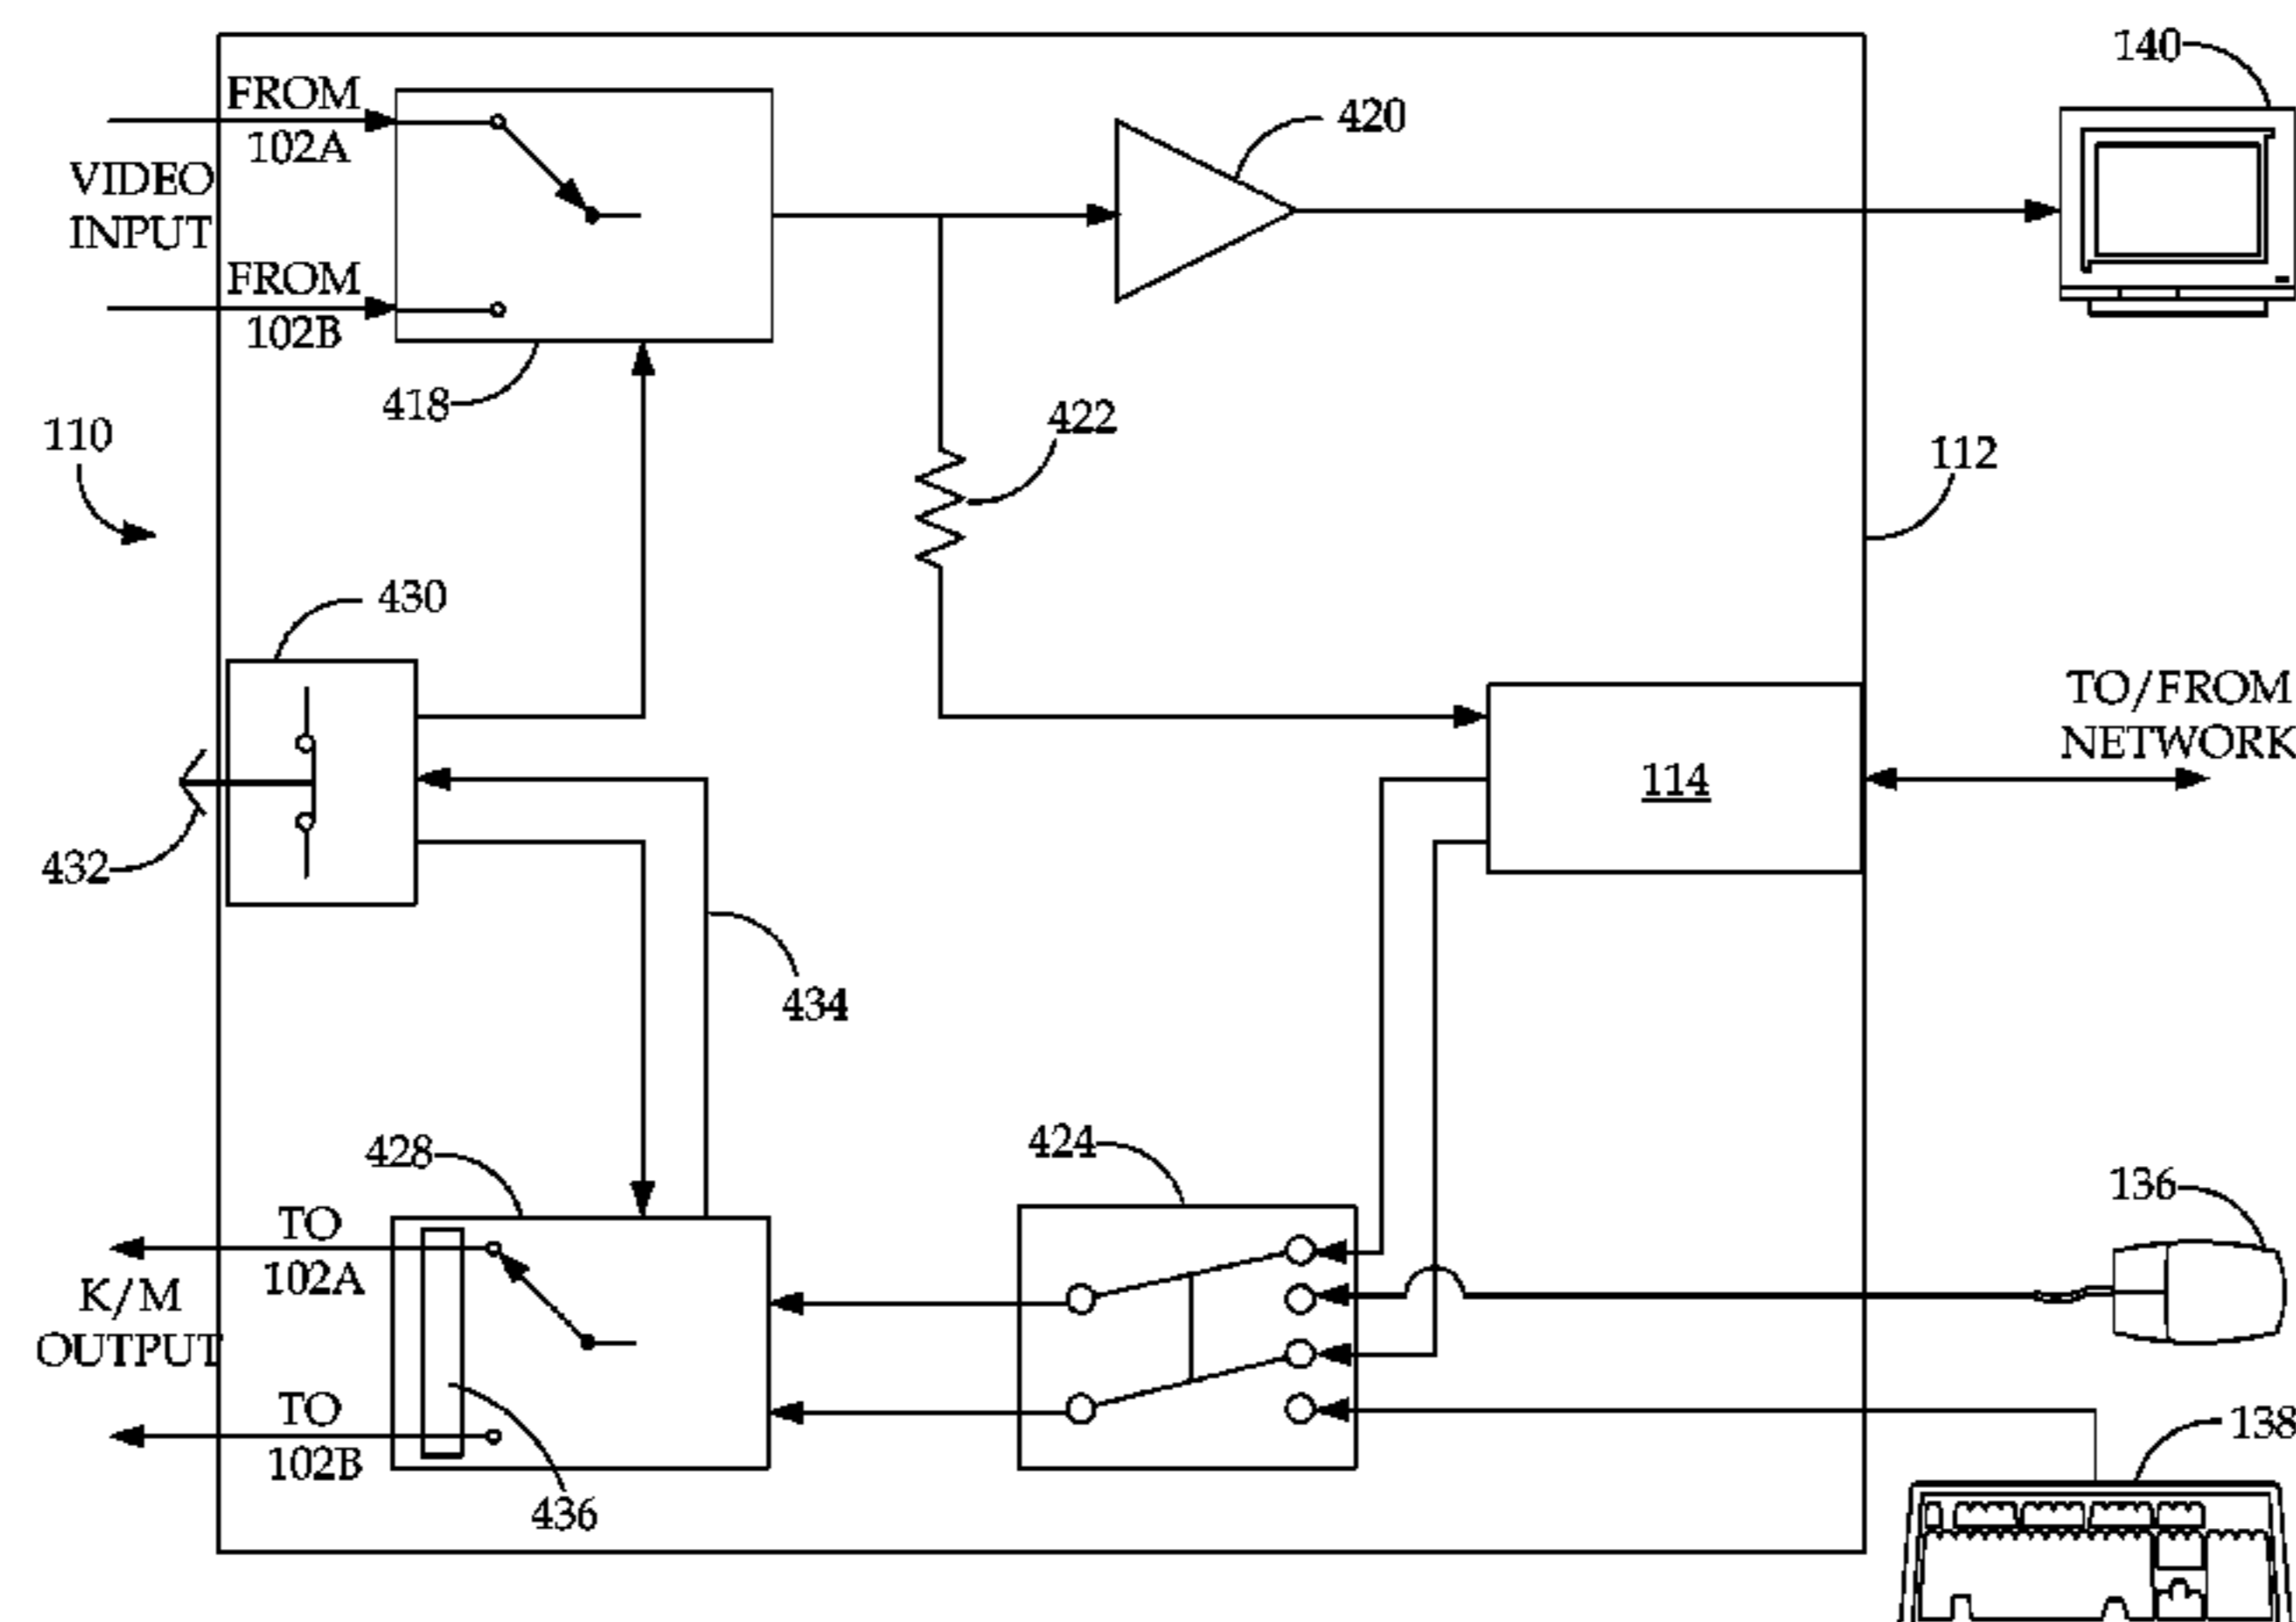 140
FROM
102A
420
VIDEO
INPUT
FROM
102B
418
422
110
112
430
TO/FROM
NETWORK
114
432
434
424
428
136
TO
102A
K/M
OUTPUT
TO
102B
138
436